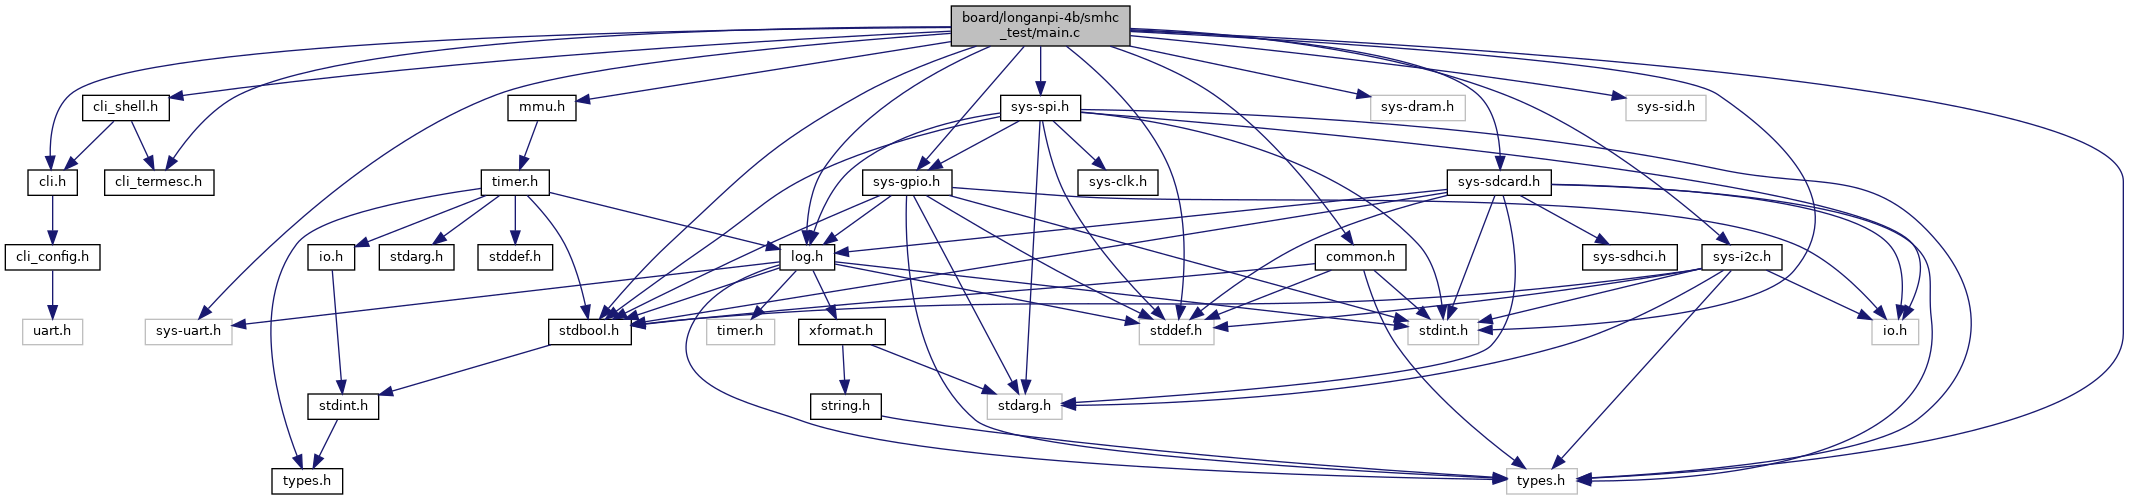 board/longanpi-4b/smhc
_test/main.c
cli_shell.h
mmu.h
sys-spi.h
sys-dram.h
sys-sid.h
cli.h
cli_termesc.h
timer.h
sys-gpio.h
sys-clk.h
sys-sdcard.h
cli_config.h
io.h
stdarg.h
stddef.h
log.h
common.h
sys-sdhci.h
sys-i2c.h
uart.h
sys-uart.h
stdbool.h
timer.h
xformat.h
stddef.h
stdint.h
io.h
stdint.h
string.h
stdarg.h
types.h
types.h